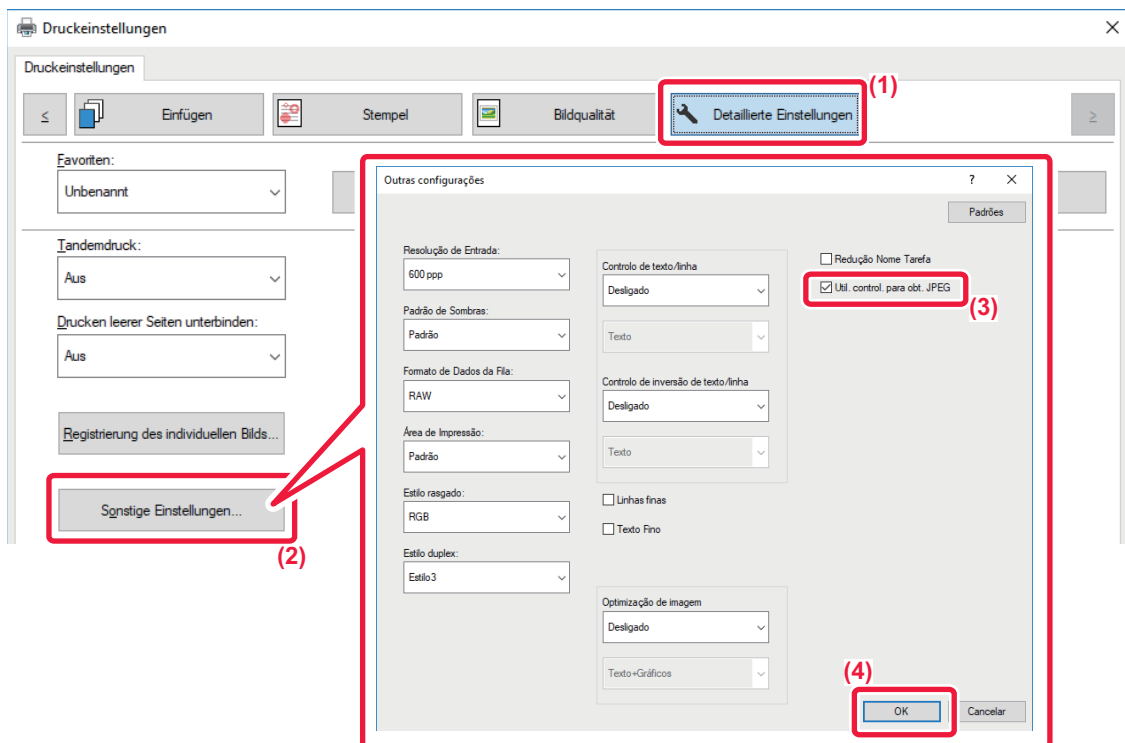 Druckeinstellungen
Druckeinstellungen
(1)
≤
Einfügen
Stempel
Bildqualität
Detaillierte Einstellungen
≥
Favoriten:
Unbenannt
Tandemdruck:
Aus
Drucken leerer Seiten unterbinden:
Aus
Registrierung des individuellen Bilds...
Sonstige Einstellungen...
(2)
Outras configurações
?
Padrões
Resolução de Entrada:
600 ppp
Padrão de Sombras:
Padrão
Formato de Dados da Fila:
RAW
Área de Impressão:
Padrão
Estilo rasgado:
RGB
Estilo duplex:
Estilo3
Controlo de texto/linha
Desligado
Texto
Controlo de inversão de texto/linha
Desligado
Texto
Linhas finas
Texto Fino
Optimização de imagem
Desligado
Texto+Gráficos
Redução Nome Tarefa
Util. control. para obt. JPEG
(3)
(4)
OK
Cancelar